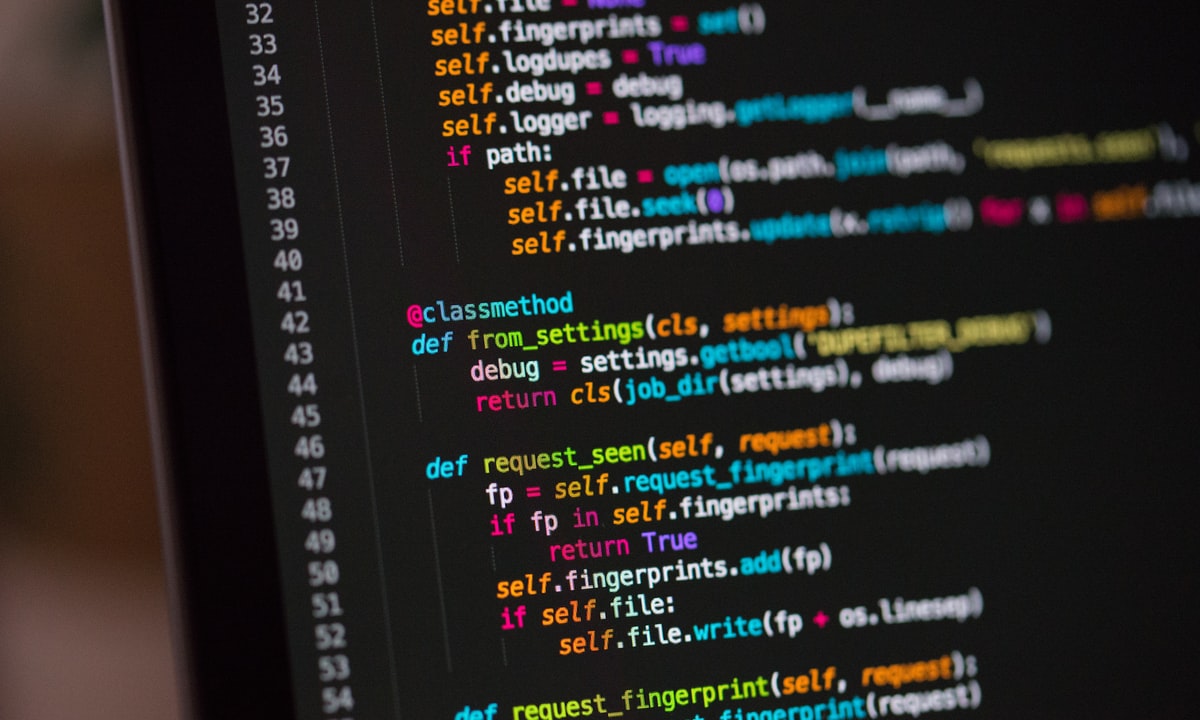 32 self.file = None
33 self.fingerprints = set()
34 self.logdupes = True
35 self.debug = debug
36 self.logger = logging.getLogger(__name__)
37 if path:
38 self.file = open(os.path.join(path, 'requests.seen'),
39 self.file.seek(0)
40 self.fingerprints.update(x.rstrip() for x in self.file
41
42 @classmethod
43 def from_settings(cls, settings):
44 debug = settings.getbool('DUPEFILTER_DEBUG')
45 return cls(job_dir(settings), debug)
46
47 def request_seen(self, request):
48 fp = self.request_fingerprint(request)
49 if fp in self.fingerprints:
50 return True
51 self.fingerprints.add(fp)
52 if self.file:
53 self.file.write(fp + os.linesep)
54
def request_fingerprint(self, request):
request_fingerprint(request)